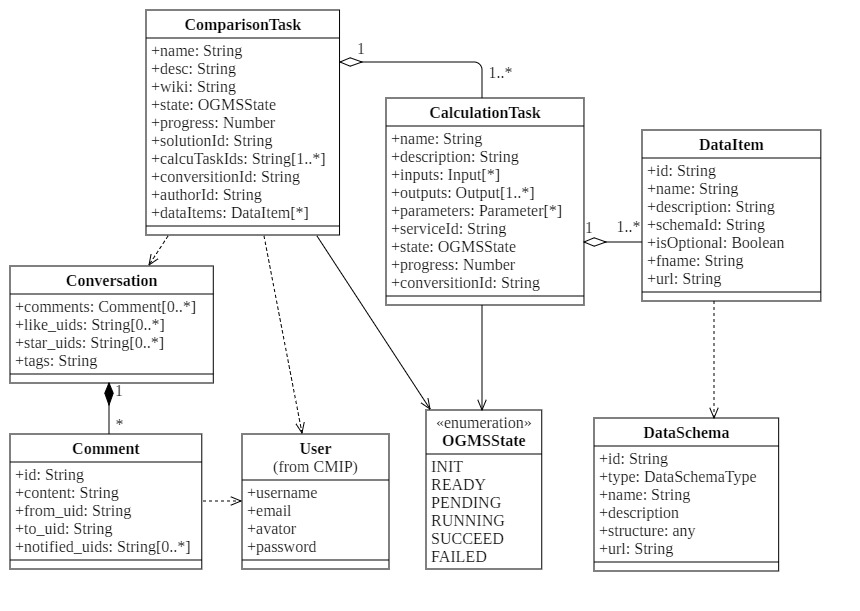 ComparisonTask
+name: String
+desc: String
+wiki: String
+state: OGMSState
+progress: Number
+solutionId: String
+calcuTaskIds: String[1..*]
+conversitionId: String
+authorId: String
+dataItems: DataItem[*]
1
1..*
CalculationTask
+name: String
+description: String
+inputs: Input[*]
+outputs: Output[1..*]
+parameters: Parameter[*]
+serviceId: String
+state: OGMSState
+progress: Number
+conversitionId: String
1
1..*
DataItem
+id: String
+name: String
+description: String
+schemaId: String
+isOptional: Boolean
+fname: String
+url: String
Conversation
+comments: Comment[0..*]
+like_uids: String[0..*]
+star_uids: String[0..*]
+tags: String
1
*
Comment
+id: String
+content: String
+from_uid: String
+to_uid: String
+notified_uids: String[0..*]
User
(from CMIP)
+username
+email
+avator
+password
«enumeration»
OGMSState
INIT
READY
PENDING
RUNNING
SUCCEED
FAILED
DataSchema
+id: String
+type: DataSchemaType
+name: String
+description
+structure: any
+url: String